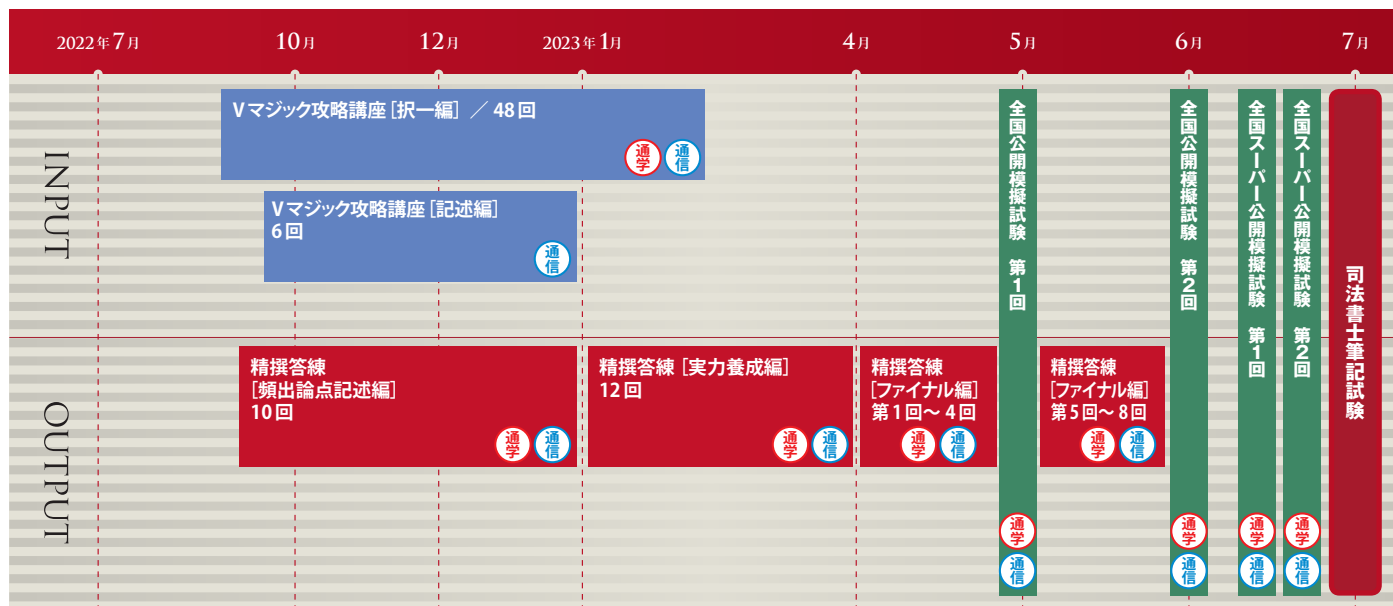 2022年7月
10月
12月
2023年1月
4月
5月
6月
7月
INPUT
Vマジック攻略講座［択一編］ ／ 48回
通学
通信
Vマジック攻略講座［記述編］
6回
通信
OUTPUT
精撰答練
［頻出論点記述編］
10回
通学
通信
精撰答練［実力養成編］
12回
通学
通信
精撰答練
［ファイナル編］
第1回～4回
通学
通信
精撰答練
［ファイナル編］
第5回～8回
通学
通信
全国公開模擬試験 第1回
通学
通信
全国公開模擬試験 第2回
通学
通信
全国スーパー公開模擬試験 第1回
通学
通信
全国スーパー公開模擬試験 第2回
通学
通信
司法書士筆記試験